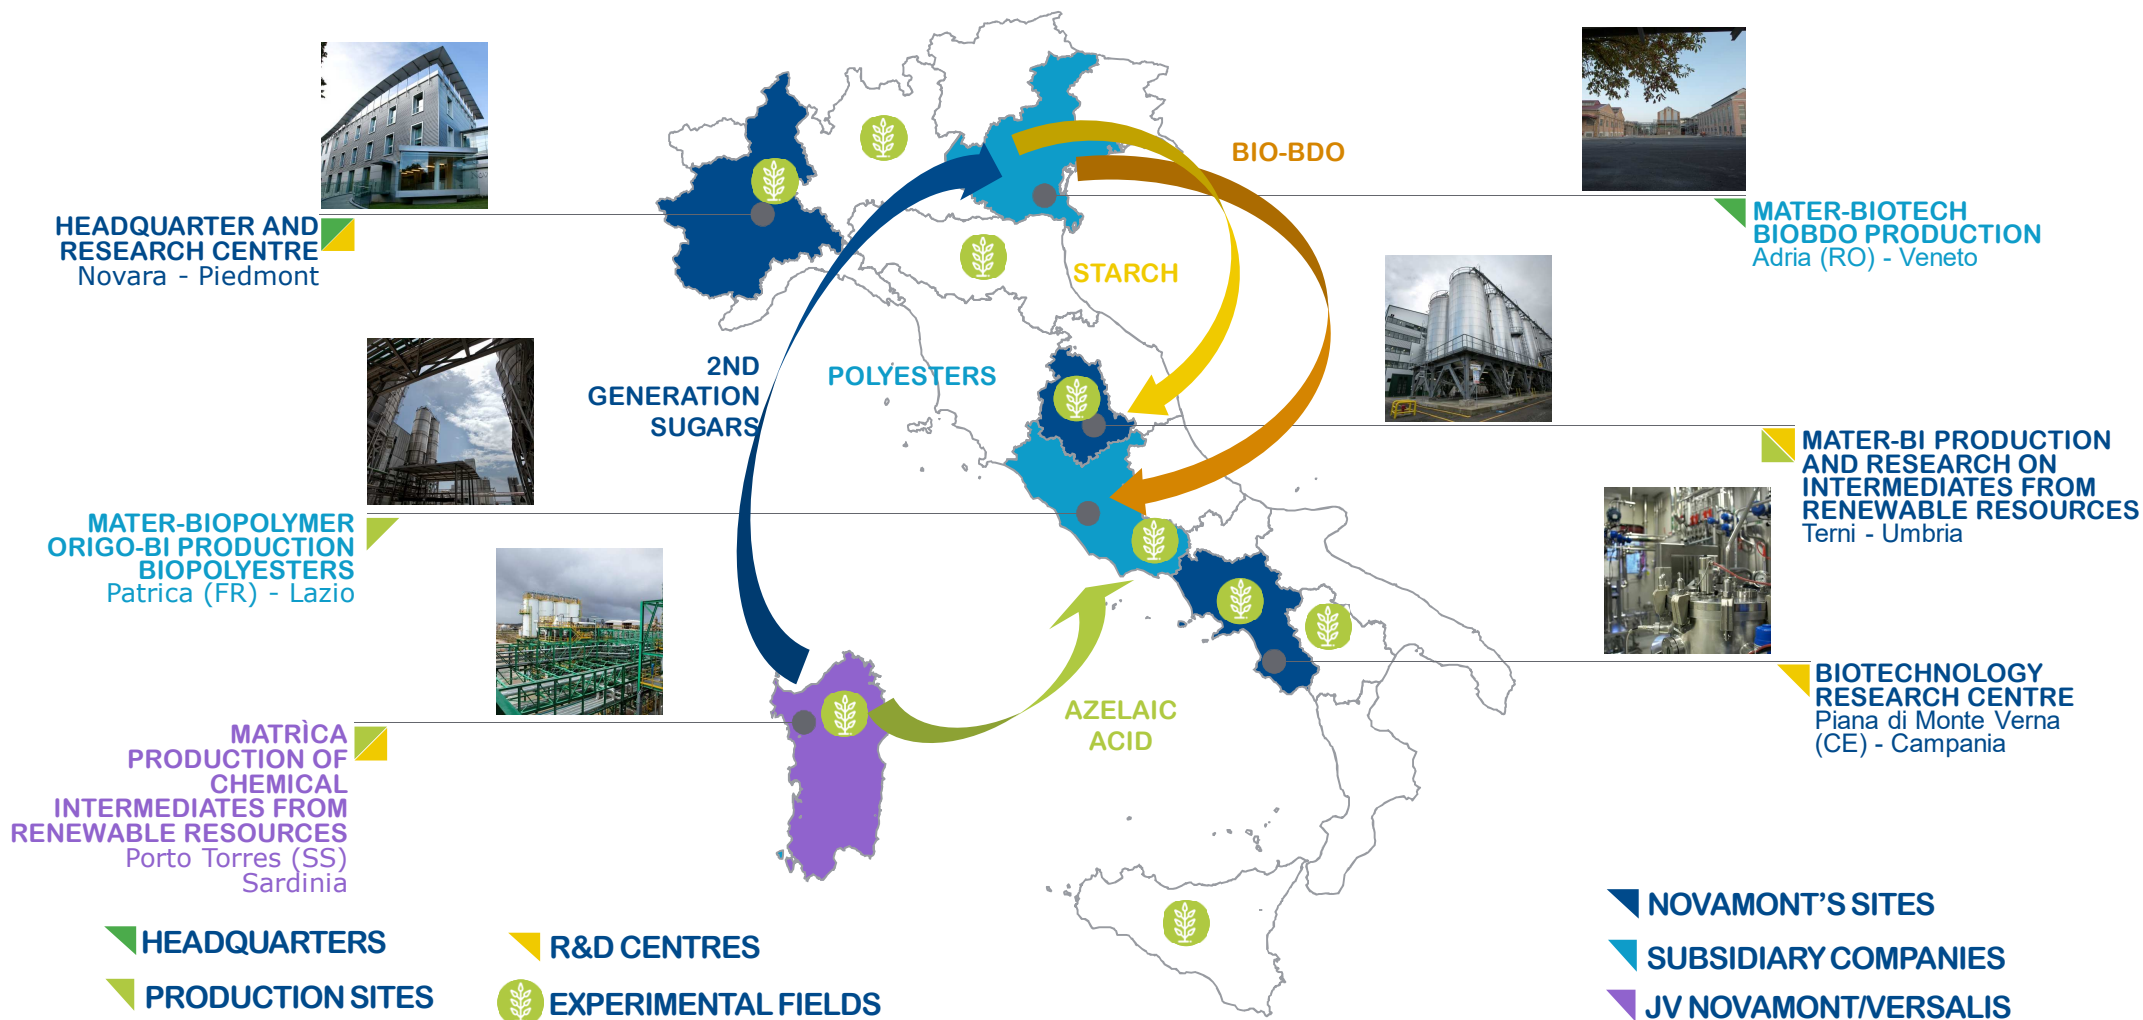 HEADQUARTER AND
RESEARCH CENTRE
Novara - Piedmont
MATER-BIOPOLYMER
ORIGO-BI PRODUCTION
BIOPOLYESTERS
Patrica (FR) - Lazio
MATRÌCA
PRODUCTION OF
CHEMICAL
INTERMEDIATES FROM
RENEWABLE RESOURCES
Porto Torres (SS)
Sardinia
2ND
GENERATION
SUGARS
POLYESTERS
STARCH
BIO-BDO
AZELAIC
ACID
MATER-BIOTECH
BIOBDO PRODUCTION
Adria (RO) - Veneto
MATER-BI PRODUCTION
AND RESEARCH ON
INTERMEDIATES FROM
RENEWABLE RESOURCES
Terni - Umbria
BIOTECHNOLOGY
RESEARCH CENTRE
Piana di Monte Verna
(CE) - Campania
HEADQUARTERS
PRODUCTION SITES
R&D CENTRES
EXPERIMENTAL FIELDS
NOVAMONT'S SITES
SUBSIDIARY COMPANIES
JV NOVAMONT/VERSALIS